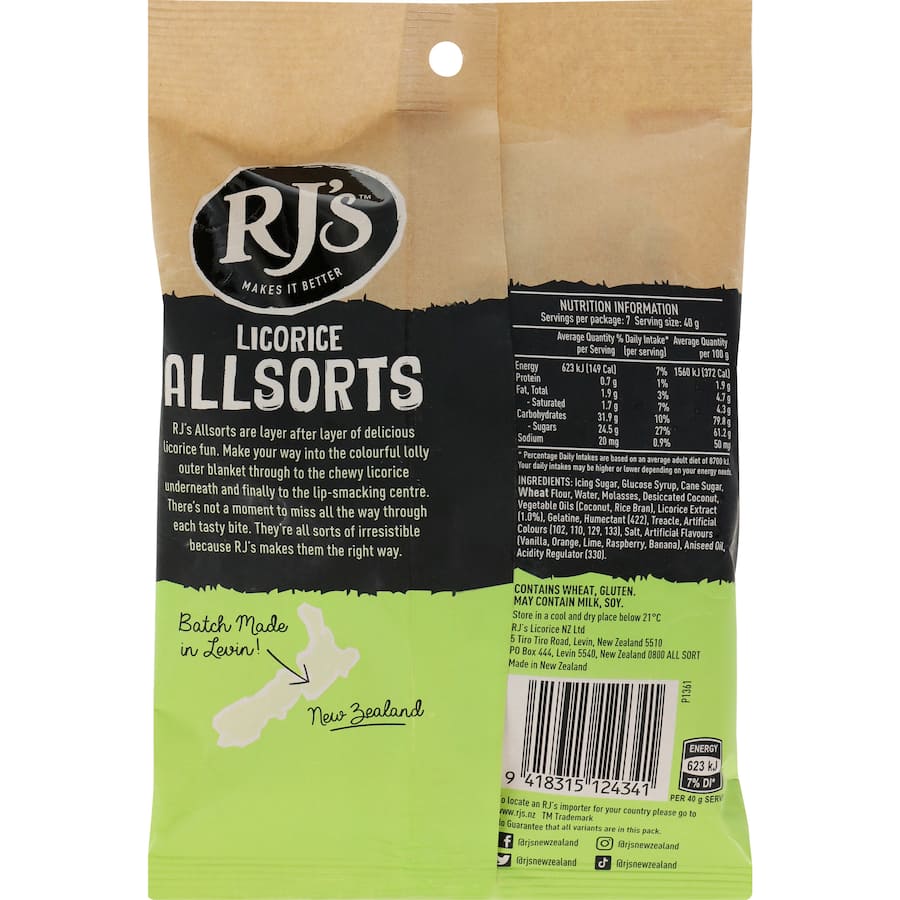 RJ's™
MAKES IT BETTER
LICORICE
ALLSORTS
RJ's Allsorts are layer after layer of delicious
licorice fun. Make your way into the colourful lolly
outer blanket through to the chewy licorice
underneath and finally to the lip-smacking centre.
There's not a moment to miss all the way through
each tasty bite. They're all sorts of irresistible
because RJ's makes them the right way.
Batch Made
in Levin!
New Zealand
NUTRITION INFORMATION
Servings per package: 7 Serving size: 40 g
Average Quantity % Daily Intake* Average Quantity
per Serving (per serving) per 100 g
Energy 623 kJ (149 Cal) 7% 1560 kJ (372 Cal)
Protein 0.7 g 1% 1.9 g
Fat, Total 1.9 g 3% 4.7 g
- Saturated 1.7 g 7% 4.3 g
Carbohydrates 31.9 g 10% 79.8 g
- Sugars 24.5 g 27% 61.2 g
Sodium 20 mg 0.9% 50 mg
* Percentage Daily Intakes are based on an average adult diet of 8700 kJ.
Your daily intakes may be higher or lower depending on your energy needs.
INGREDIENTS: Icing Sugar, Glucose Syrup, Cane Sugar,
Wheat Flour, Water, Molasses, Desiccated Coconut,
Vegetable Oils (Coconut, Rice Bran), Licorice Extract
(1.0%), Gelatine, Humectant (422), Treacle, Artificial
Colours (102, 110, 129, 133), Salt, Artificial Flavours
(Vanilla, Orange, Lime, Raspberry, Banana), Aniseed Oil,
Acidity Regulator (330).
CONTAINS WHEAT, GLUTEN.
MAY CONTAIN MILK, SOY.
Store in a cool and dry place below 21°C
RJ's Licorice NZ Ltd
5 Tiro Tiro Road, Levin, New Zealand 5510
PO Box 444, Levin 5540, New Zealand 0800 ALL SORT
Made in New Zealand
P1361
9 418315 124341
ENERGY
623 kJ
7% DI*
PER 40 g SERV
to locate an RJ's importer for your country please go to
www.rjs.nz TM Trademark
No Guarantee that all variants are in this pack.
@rjsnewzealand @rjsnewzealand
@rjsnewzealand @rjsnewzealand